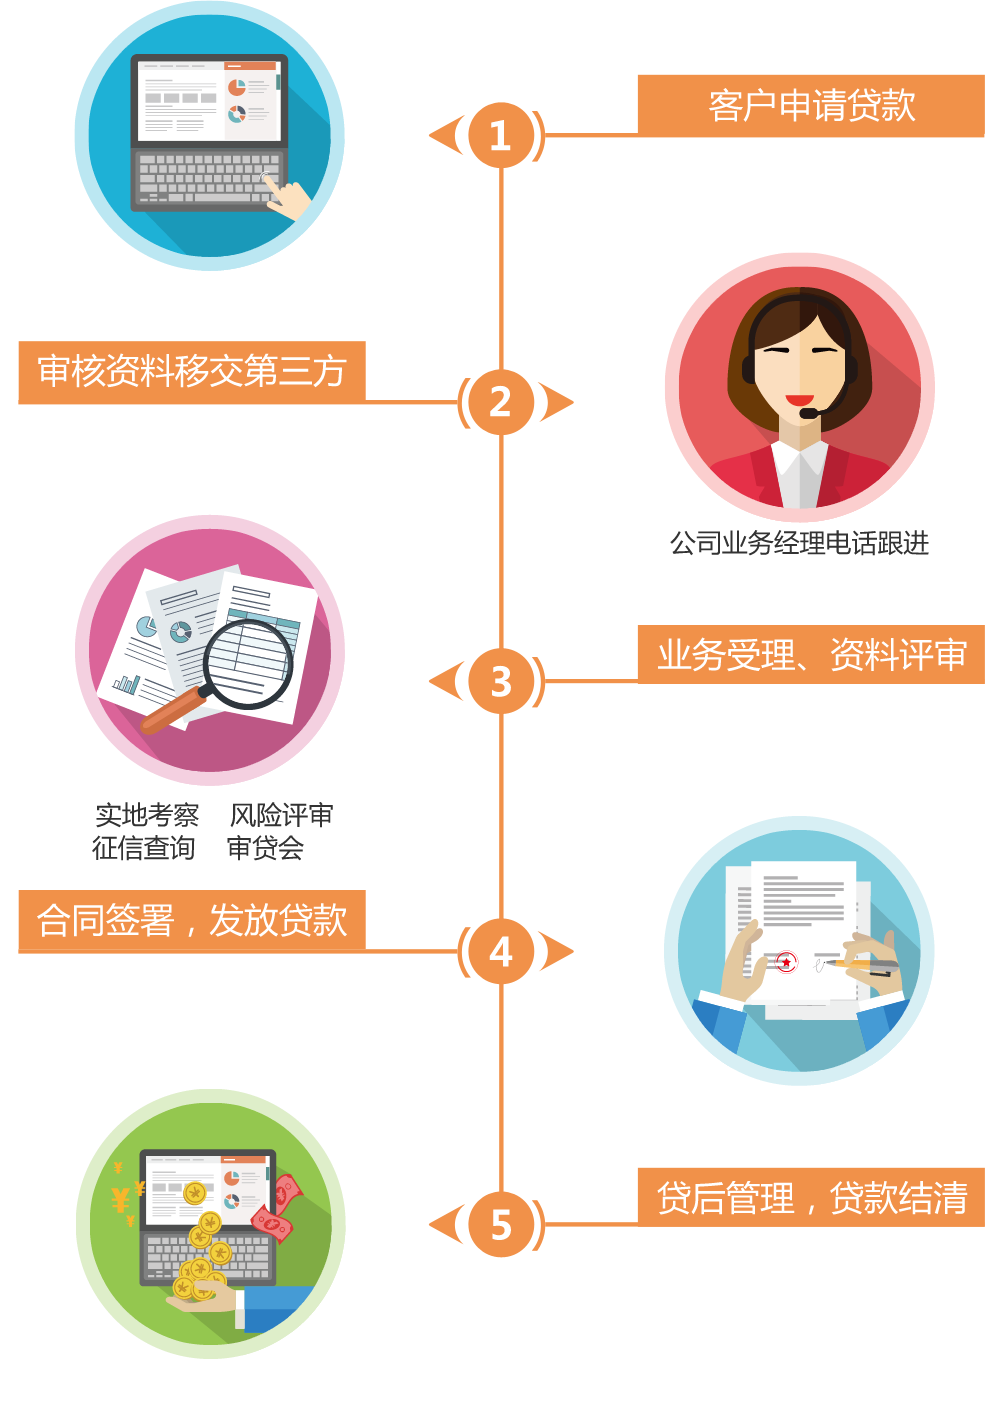 1
客户申请贷款
审核资料移交第三方
2
公司业务经理电话跟进
3
业务受理、资料评审
实地考察 风险评审
征信查询 审贷会
合同签署，发放贷款
4
¥
¥
¥
¥
5
贷后管理，贷款结清